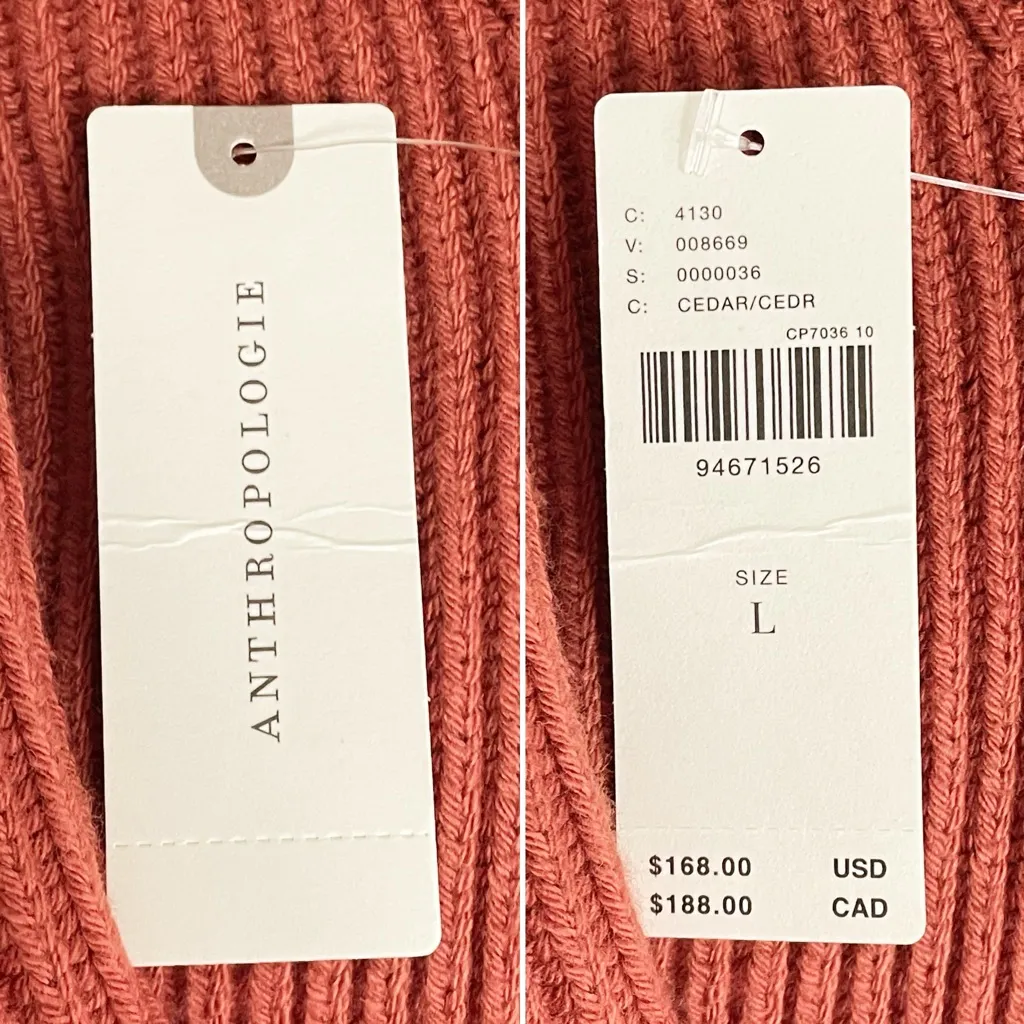 ANTHROPOLOGIE
C: 4130
V: 008669
S: 0000036
C: CEDAR/CEDR
CP7036 10
94671526
SIZE
L
$168.00 USD
$188.00 CAD